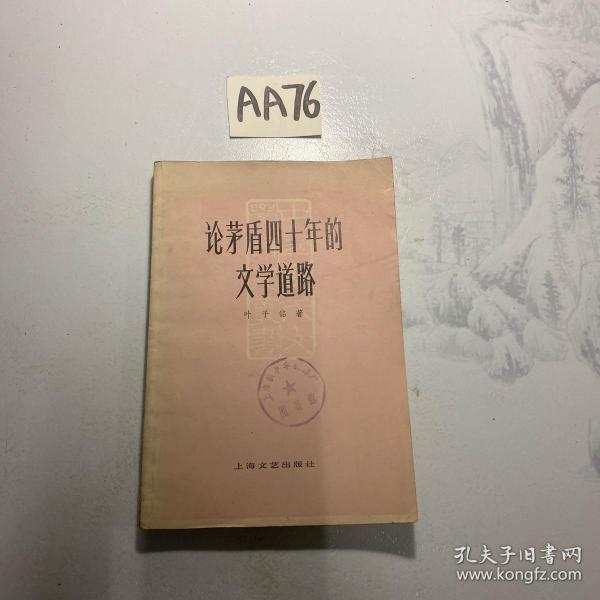 AA76
论茅盾四十年的
文学道路
叶子铭著
上海文艺出版社
孔夫子旧书网
www.kongfz.com